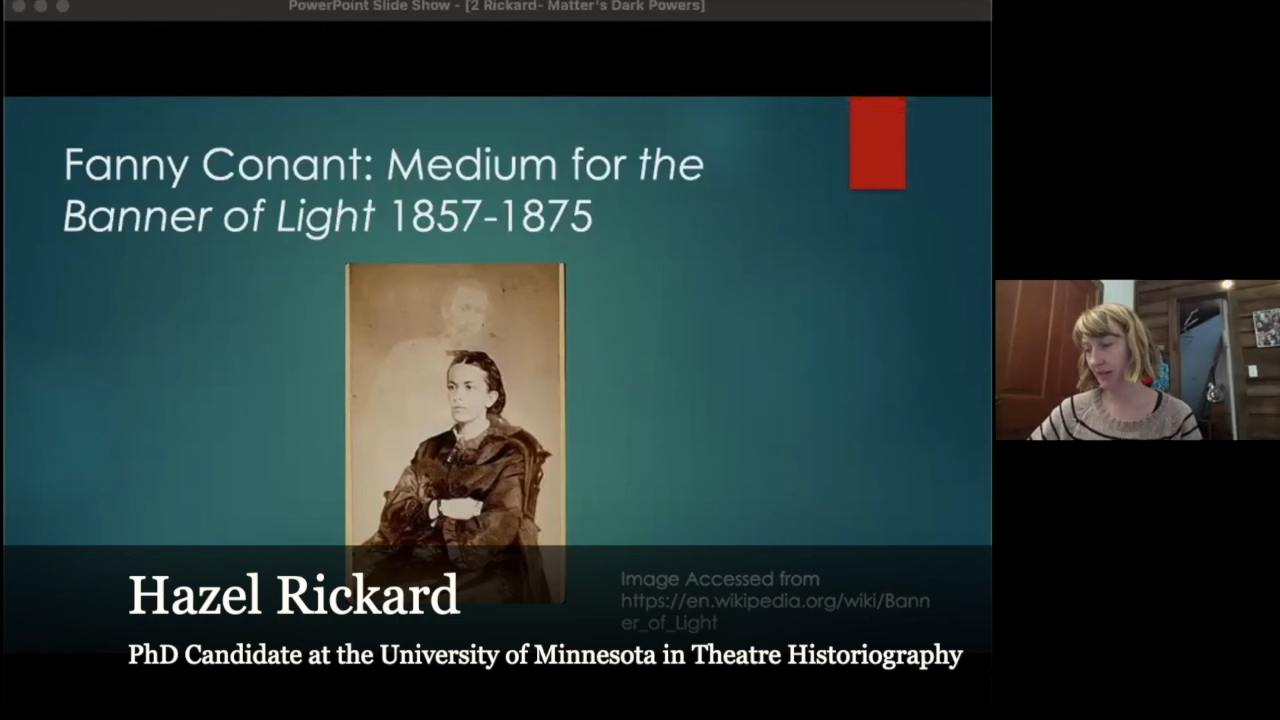 PowerPoint Slide Show - [2 Rickard- Matter's Dark Powers]
Fanny Conant: Medium for the
Banner of Light 1857-1875
Image Accessed from
https://en.wikipedia.org/wiki/Bann
er_of_Light
Hazel Rickard
PhD Candidate at the University of Minnesota in Theatre Historiography